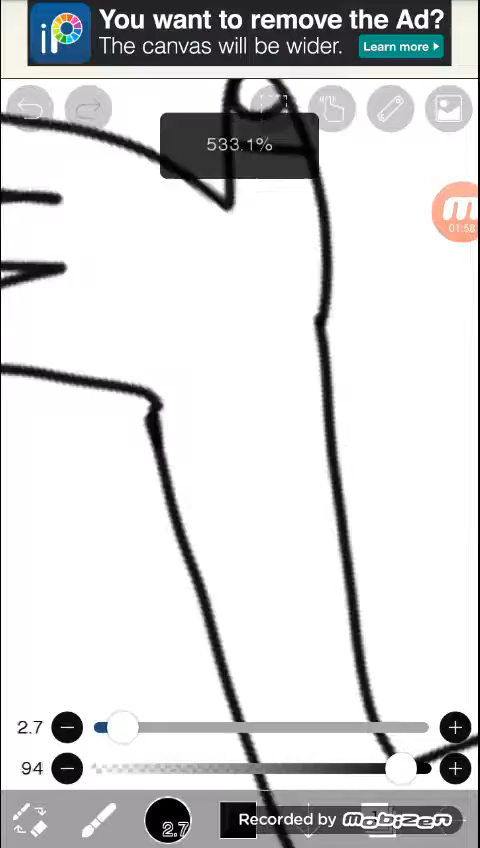 You want to remove the Ad?
The canvas will be wider.
Learn more
iP
533.1%
01:58
2.7
94
2.7
Recorded by mobizen